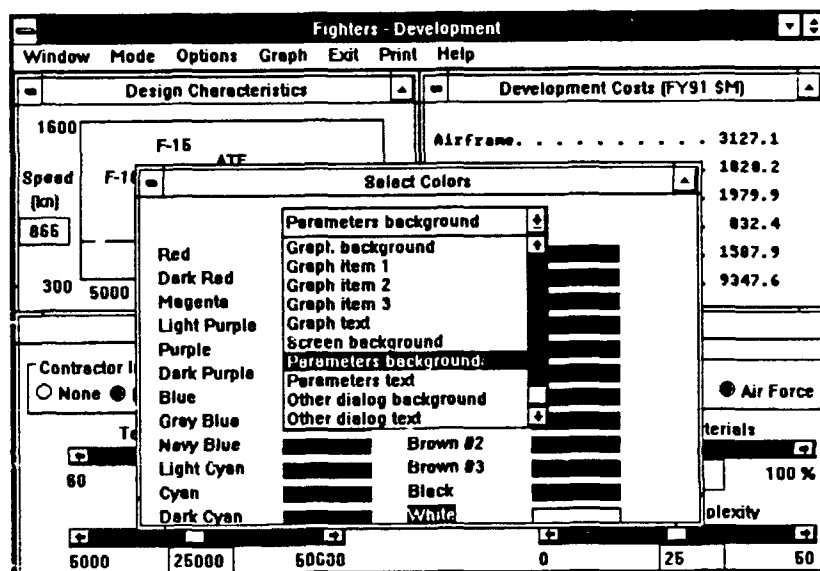 Fighters - Development
Window Mode Options Graph Exit Print Help
Design Characteristics
Development Costs (FY91 $M)
1600
F-15
ATF
Speed
(kn)
865
300
5000
Airframe. . . . . . . . . . 3127.1
1828.2
1979.9
832.4
1587.9
9347.6
Select Colors
Parameters background
Grapt. background
Graph item 1
Graph item 2
Graph item 3
Graph text
Screen background
Parameters background
Parameters text
Other dialog background
Other dialog text
Red
Dark Red
Magenta
Light Purple
Purple
Dark Purple
Blue
Gray Blue
Navy Blue
Light Cyan
Cyan
Dark Cyan
Brown #2
Brown #3
Black
White
Contractor
None
Air Force
terials
60
100 %
plexity
5000 25000
0 25 50